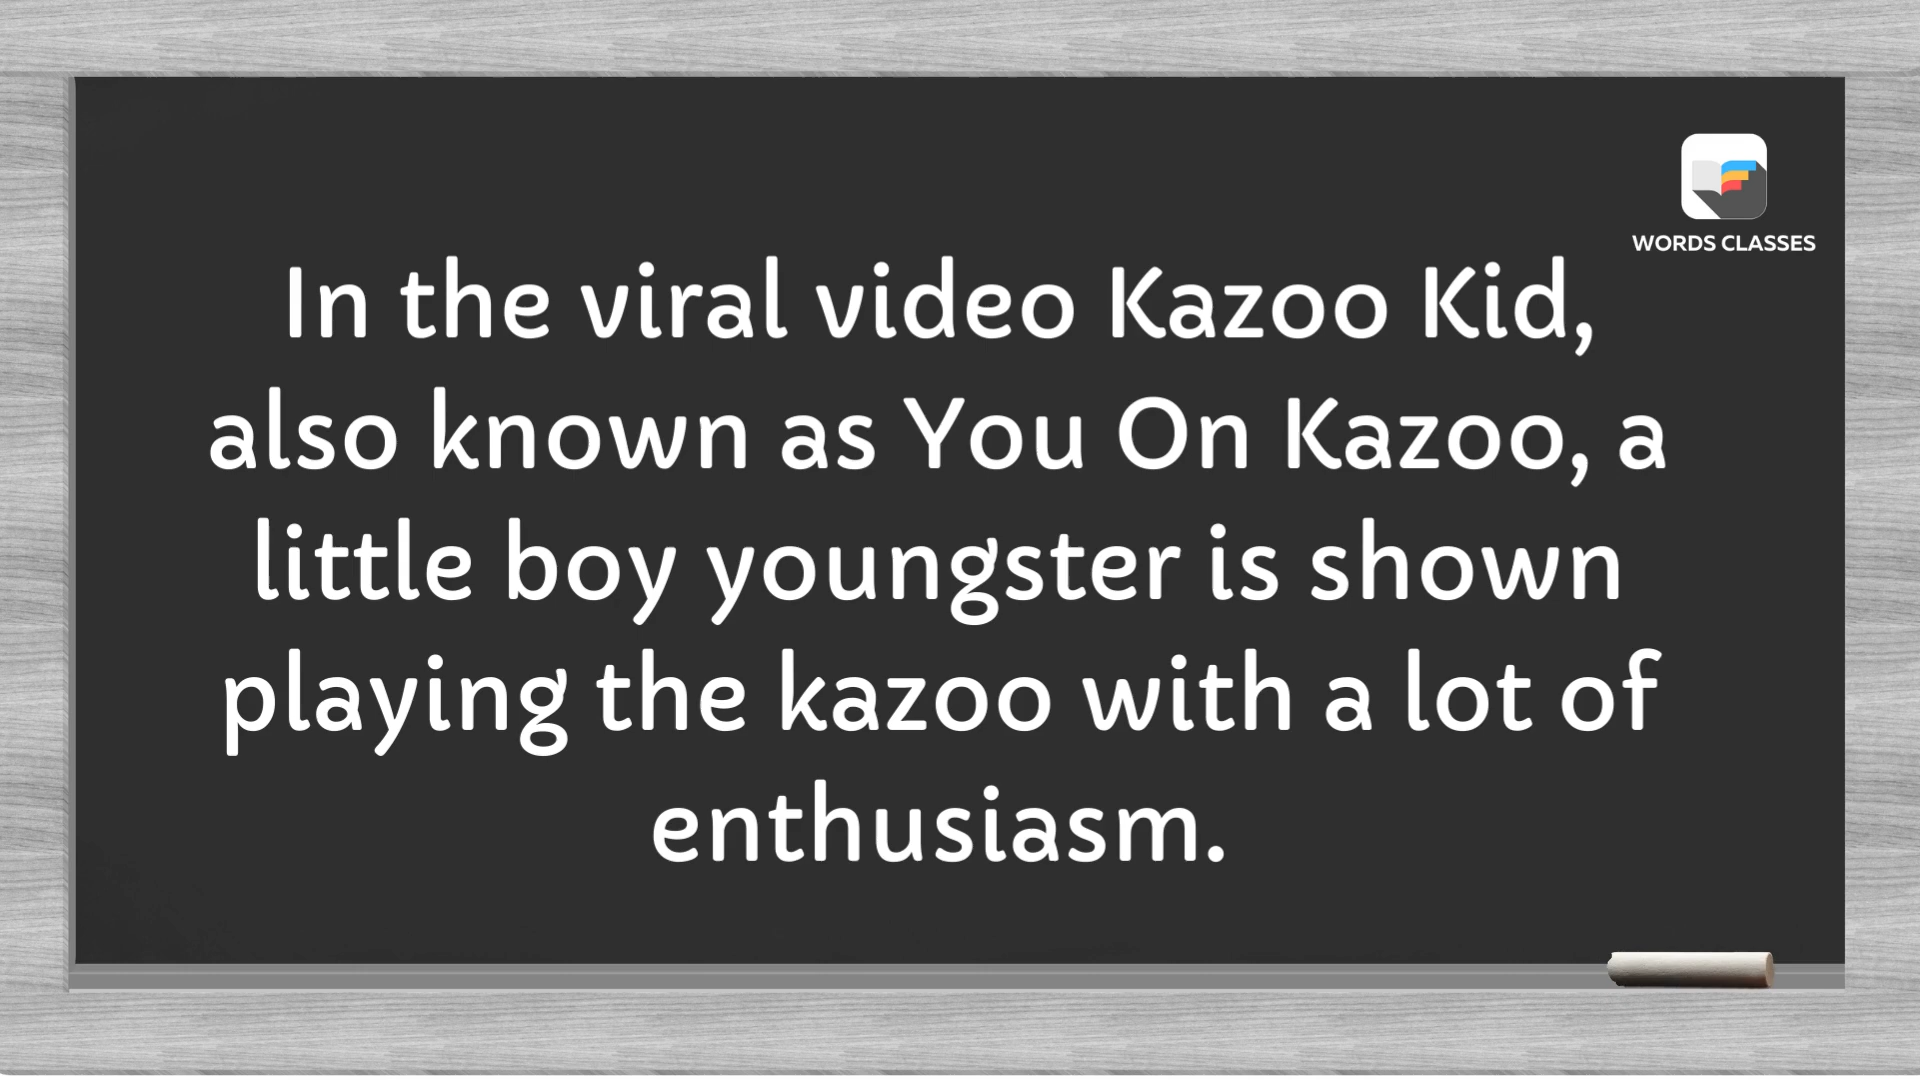 WORDS CLASSES
In the viral video Kazoo Kid,
also known as You On Kazoo, a
little boy youngster is shown
playing the kazoo with a lot of
enthusiasm.